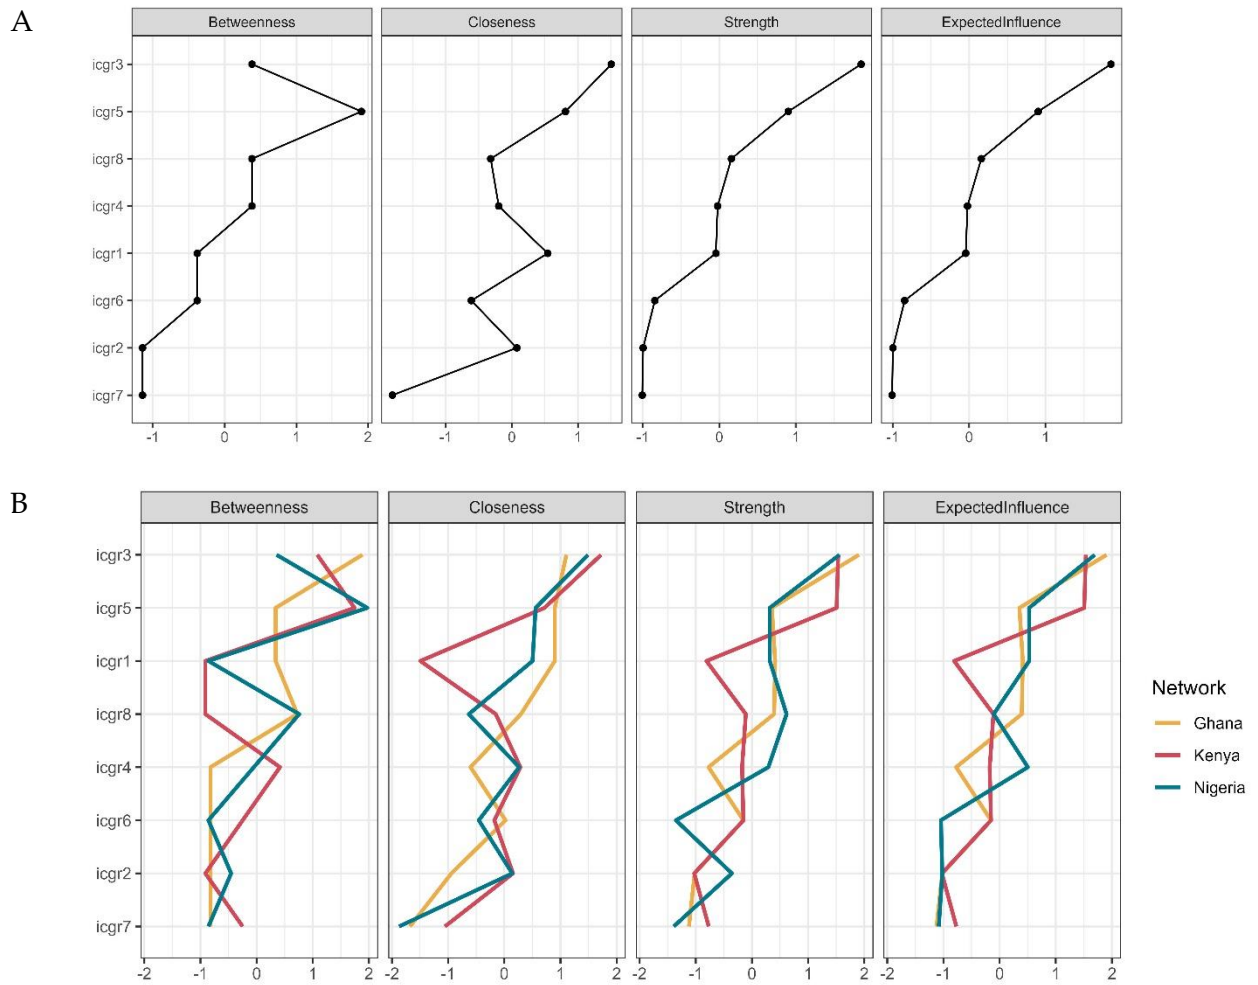 A
Betweenness Closeness Strength ExpectedInfluence
icgr3
icgr5
icgr8
icgr4
icgr1
icgr6
icgr2
icgr7
-1 0 1 2 -1 0 1 -1 0 1 -1 0 1
B
Betweenness Closeness Strength ExpectedInfluence
icgr3
icgr5
icgr1
icgr8
icgr4
icgr6
icgr2
icgr7
Network
Ghana
Kenya
Nigeria
-2 -1 0 1 2 -2 -1 0 1 2 -2 -1 0 1 2 -2 -1 0 1 2